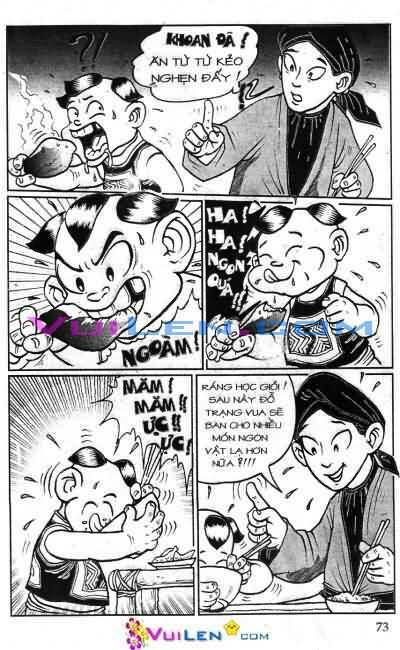 ?!
KHOAN ĐÃ!
ĂN TỪ TỪ KẺO
NGHẸN ĐẤY!
?!
HA!
HA!
NGON
QUÁ!!
NGOÀM!
VUILEN.COM
MĂM!
MĂM!!
ỰC!!
ỰC!
RÁNG HỌC GIỎI!
SAU NÀY ĐỖ
TRẠNG VUA SẼ
BAN CHO NHIỀU
MÓN NGON
VẬT LẠ HƠN
NỮA?!!!
73
VUILEN.COM